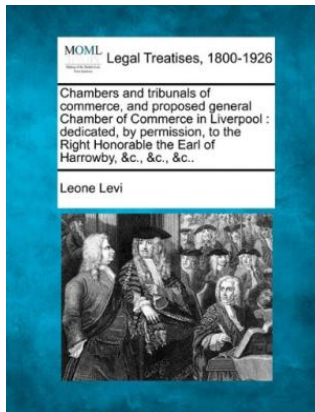 MOML
Legal Treatises, 1800-1926
Chambers and tribunals of
commerce, and proposed general
Chamber of Commerce in Liverpool :
dedicated, by permission, to the
Right Honorable the Earl of
Harrowby, &c., &c., &c..
Leone Levi